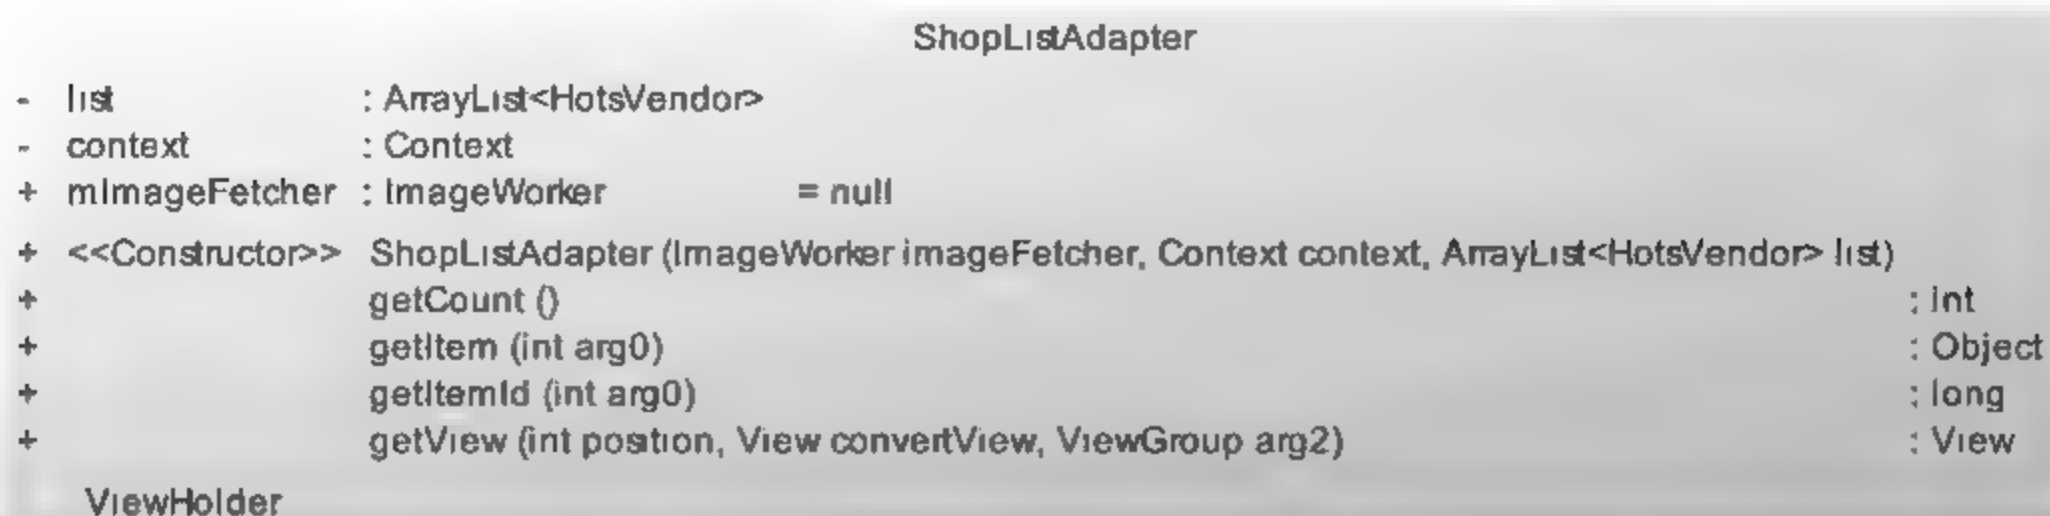 ShopListAdapter
- list : ArrayList<HotsVendor>
- context : Context
+ mImageFetcher : ImageWorker = null
+ <<Constructor>> ShopListAdapter (ImageWorker imageFetcher, Context context, ArrayList<HotsVendor> list)
+ getCount () : int
+ getItem (int arg0) : Object
+ getItemId (int arg0) : long
+ getView (int position, View convertView, ViewGroup arg2) : View
ViewHolder